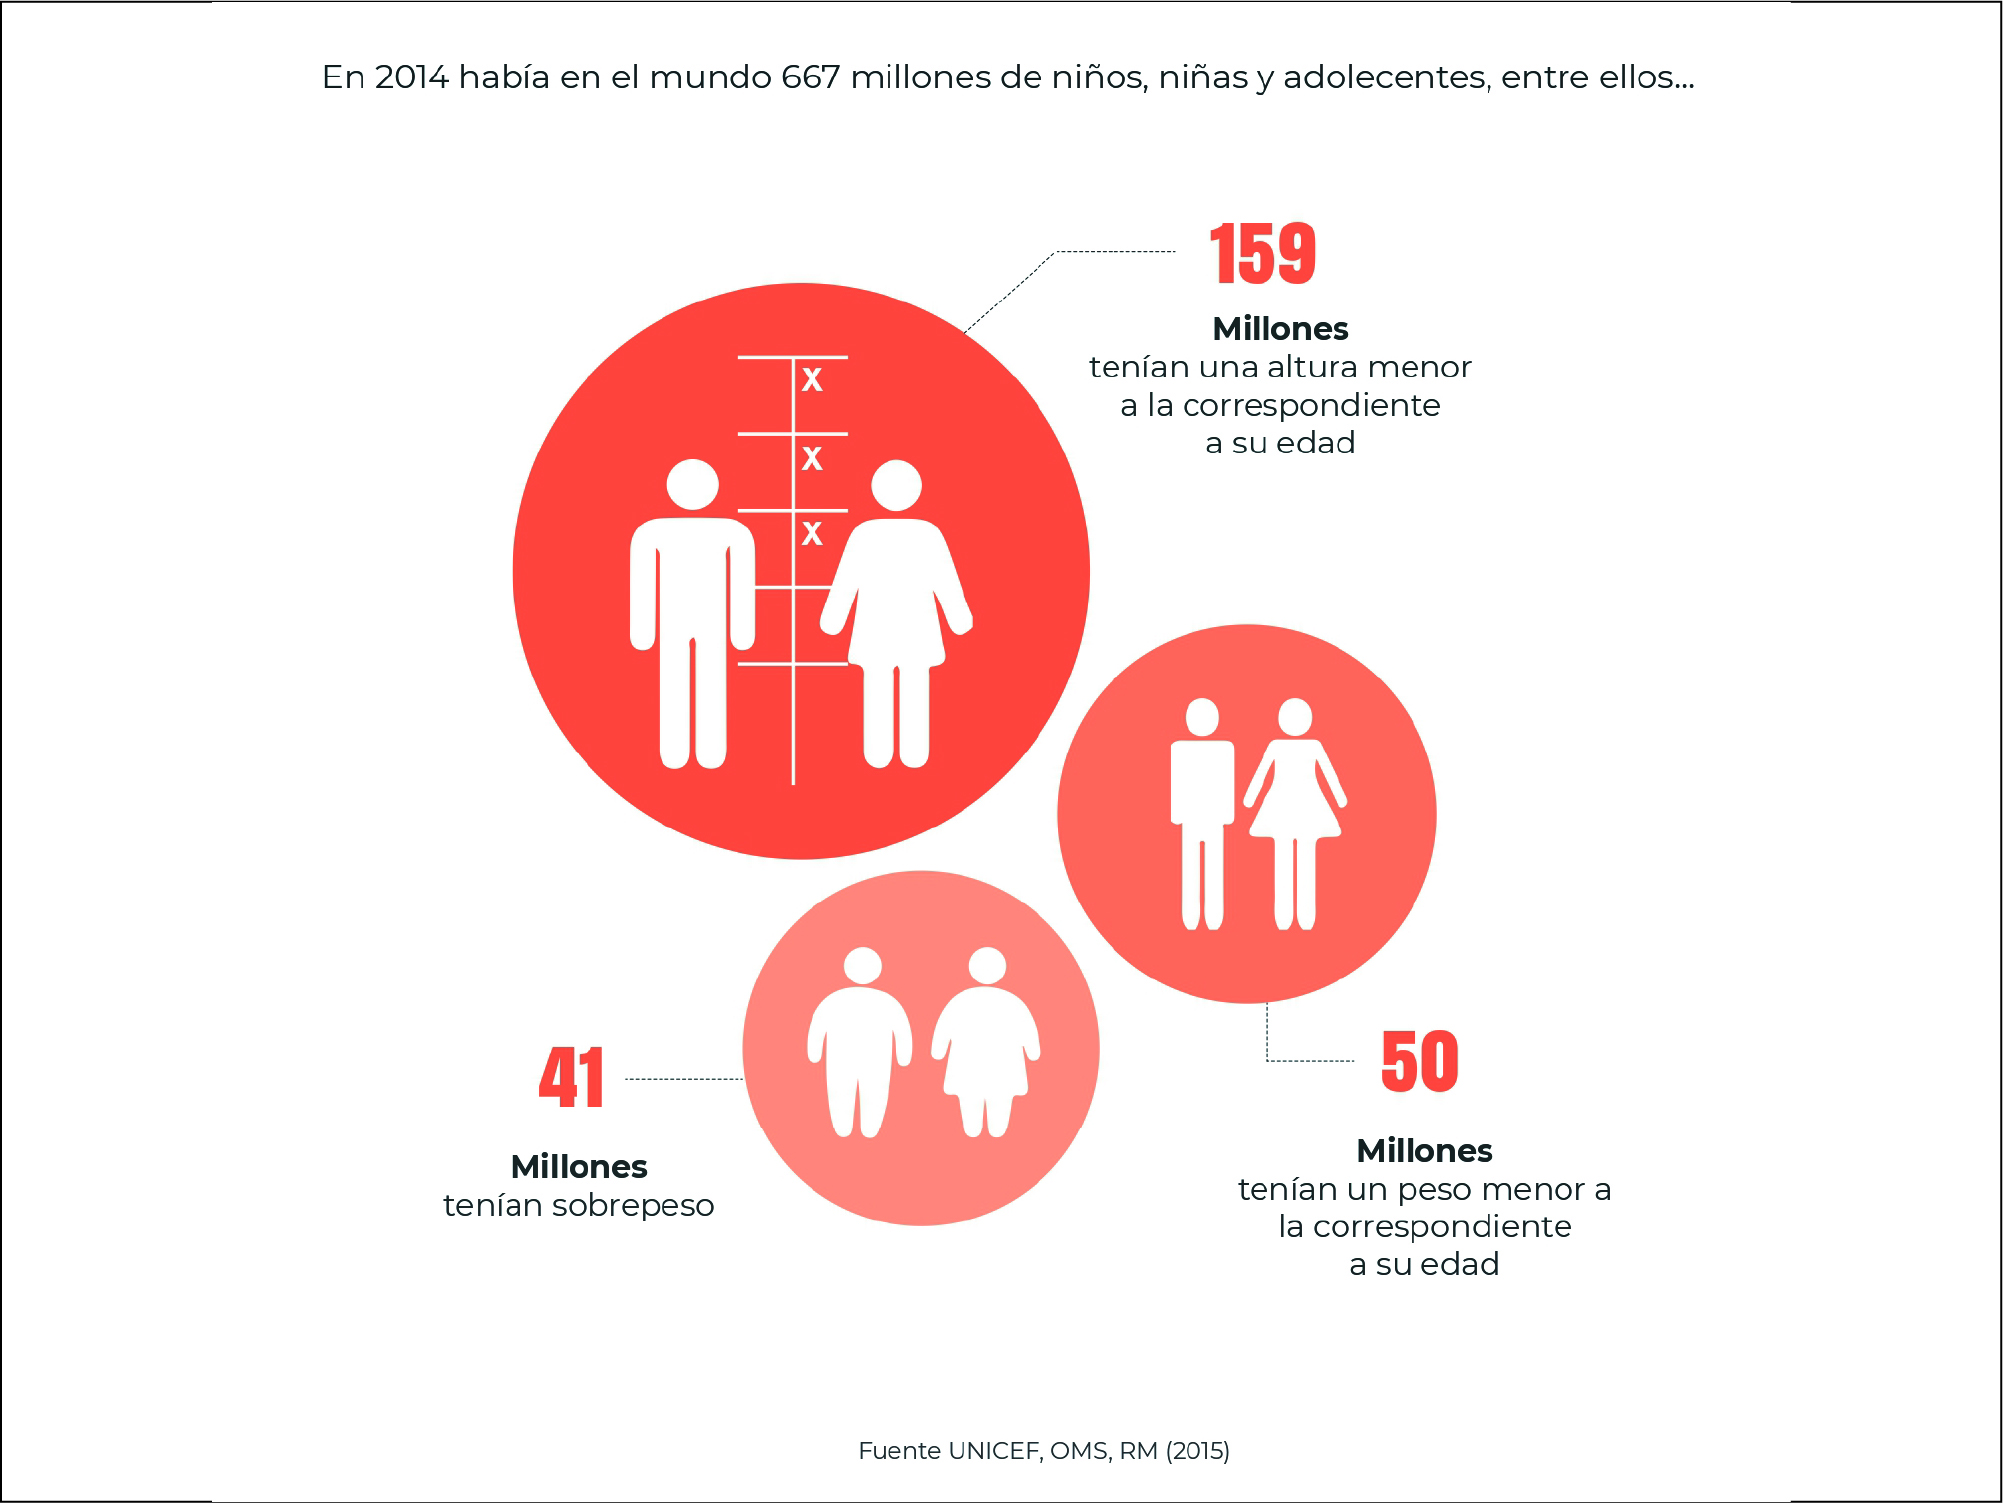 En 2014 había en el mundo 667 millones de niños, niñas y adolecentes, entre ellos...
159
Millones
tenían una altura menor
a la correspondiente
a su edad
X
X
X
50
Millones
tenían un peso menor a
la correspondiente
a su edad
41
Millones
tenían sobrepeso
Fuente UNICEF, OMS, RM (2015)